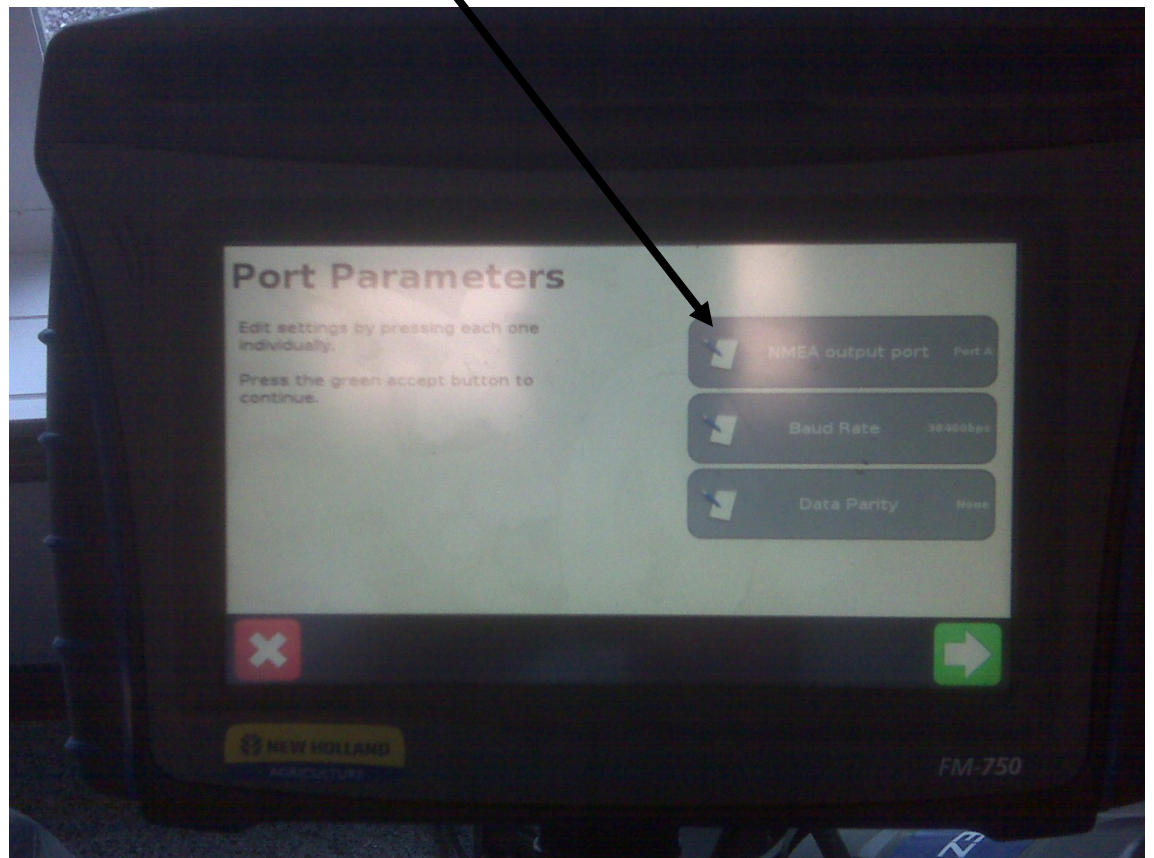 Port Parameters
Edit settings by pressing each one
individually.
Press the green accept button to
continue.
NMEA output port Port A
Baud Rate 38400bps
Data Parity None
NEW HOLLAND
AGRICULTURE
FM-750